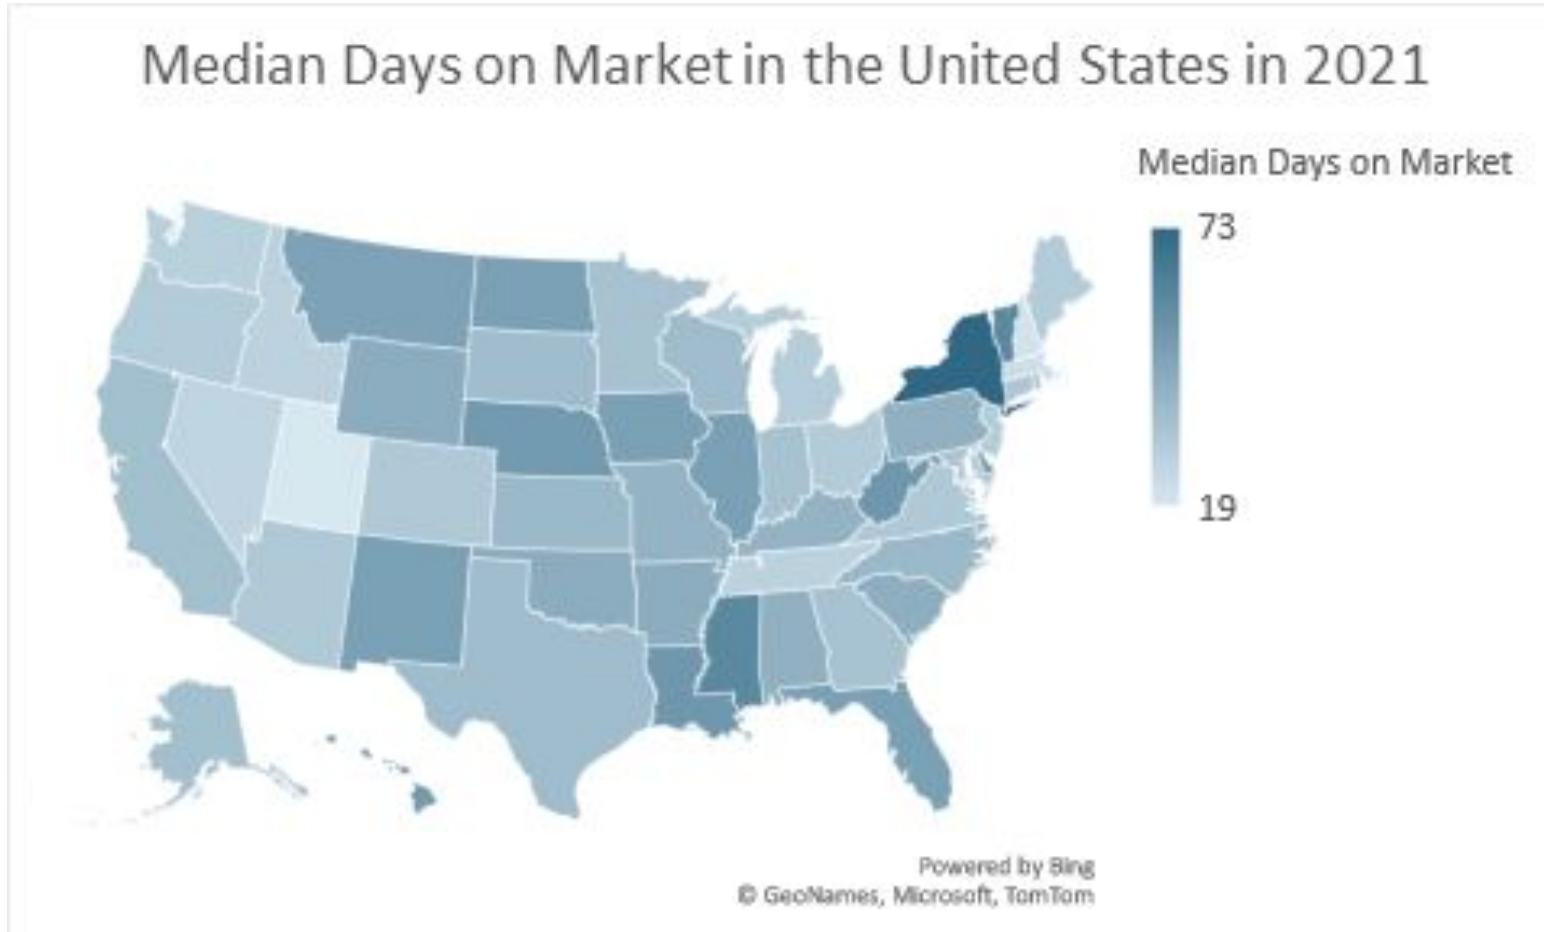 Median Days on Market in the United States in 2021
Median Days on Market
73
19
Powered by Bing
© GeoNames, Microsoft, TomTom